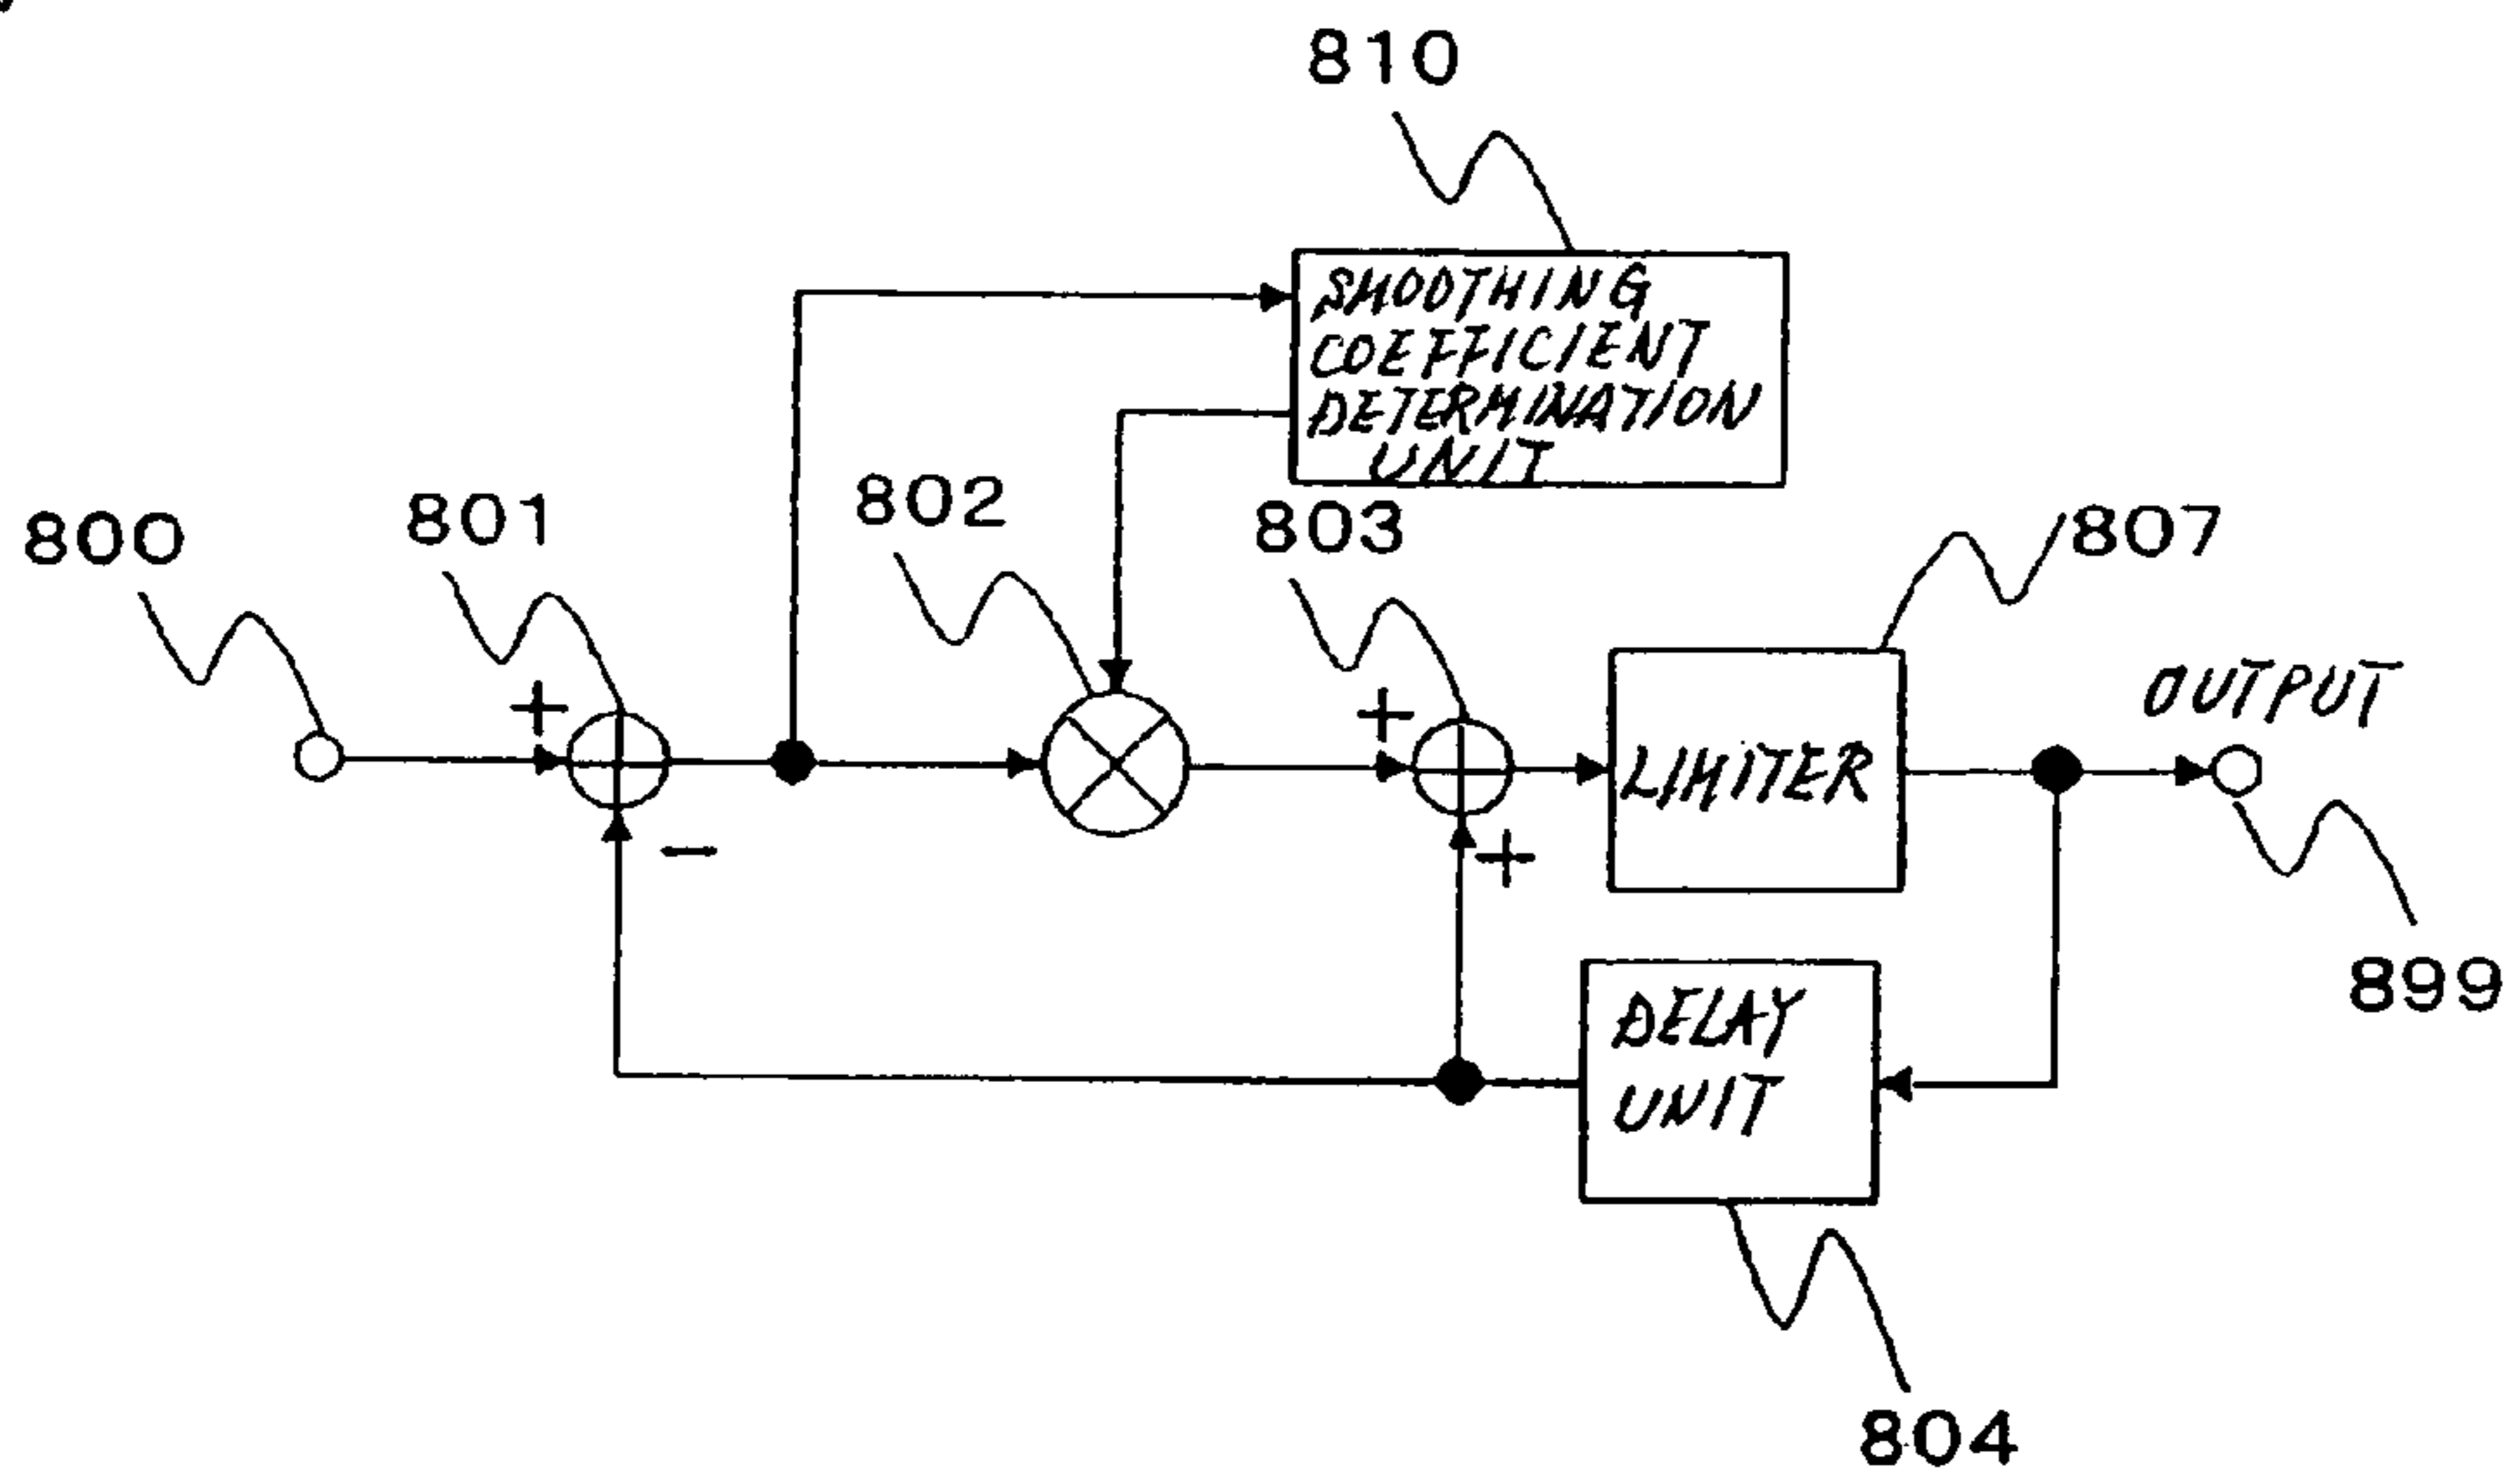 810
SMOOTHING
COEFFICIENT
DETERMINATION
UNIT
800
801
802
803
807
+
+
OUTPUT
LIMITER
−
+
899
DELAY
UNIT
804